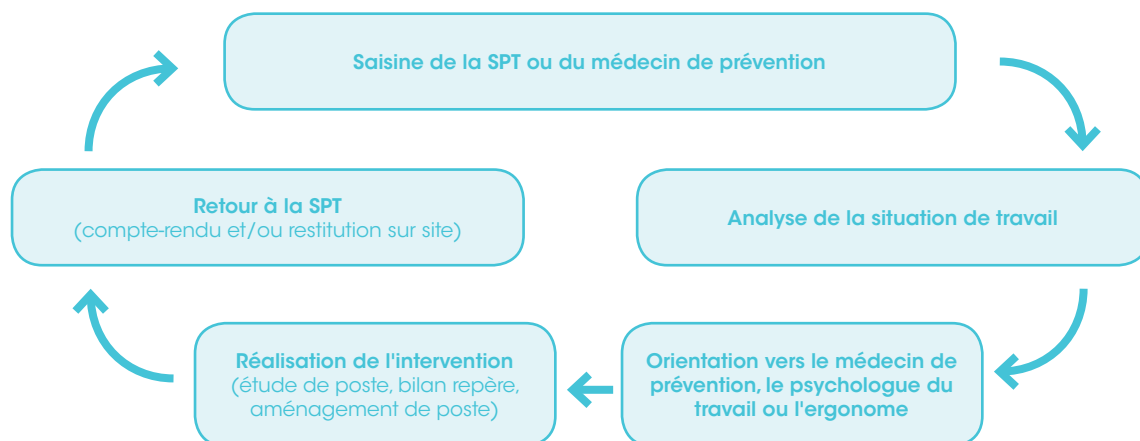 Saisine de la SPT ou du médecin de prévention
Analyse de la situation de travail
Orientation vers le médecin de
prévention, le psychologue du
travail ou l'ergonome
Réalisation de l'intervention
(étude de poste, bilan repère,
aménagement de poste)
Retour à la SPT
(compte-rendu et/ou restitution sur site)